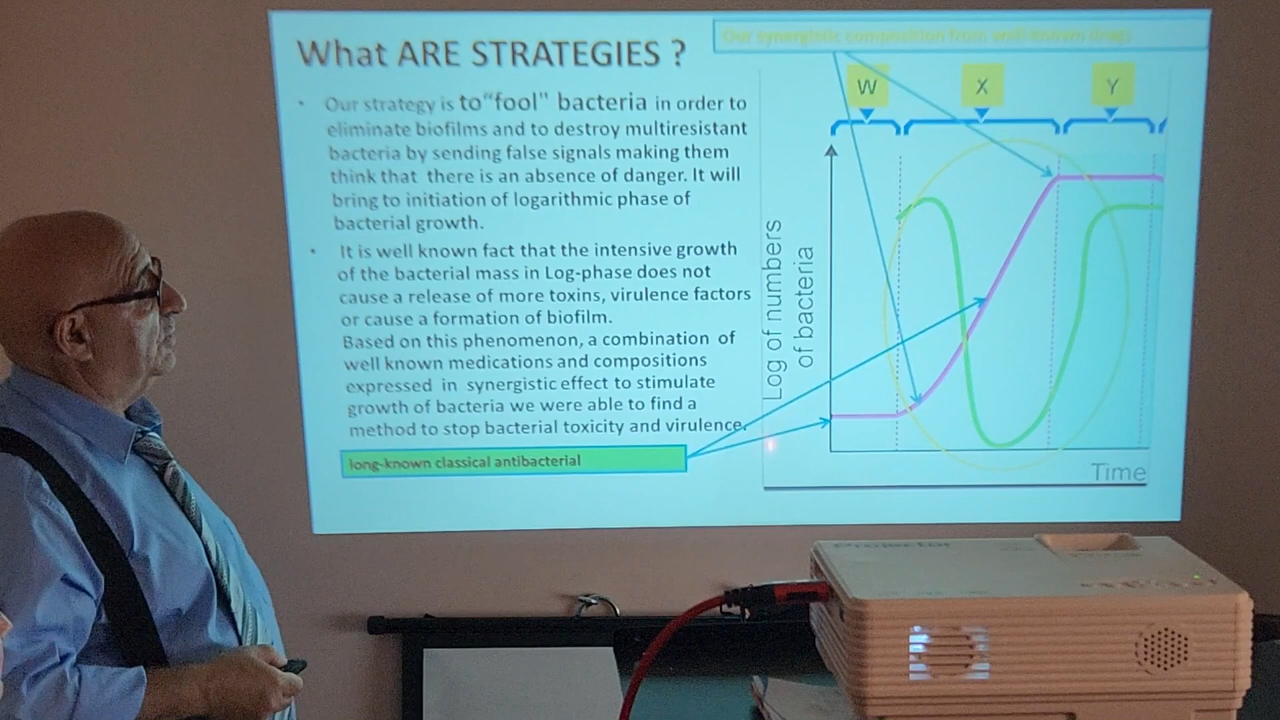 What ARE STRATEGIES ?
Our synergistic composition from well-known drugs
• Our strategy is to"fool" bacteria in order to
eliminate biofilms and to destroy multiresistant
bacteria by sending false signals making them
think that there is an absence of danger. It will
bring to initiation of logarithmic phase of
bacterial growth.
• It is well known fact that the intensive growth
of the bacterial mass in Log-phase does not
cause a release of more toxins, virulence factors
or cause a formation of biofilm.
Based on this phenomenon, a combination of
well known medications and compositions
expressed in synergistic effect to stimulate
growth of bacteria we were able to find a
method to stop bacterial toxicity and virulence.
long-known classical antibacterial
W X Y
Log of numbers
of bacteria
Time
Projector